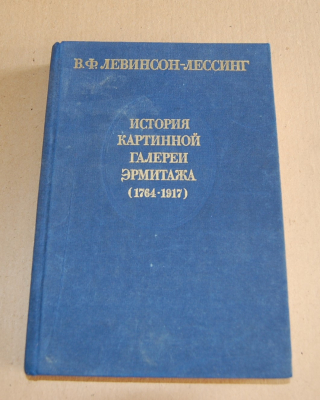 В.Ф.ЛЕВИНСОН-ЛЕССИНГ
ИСТОРИЯ
КАРТИННОЙ
ГАЛЕРЕИ
ЭРМИТАЖА
(1764-1917)